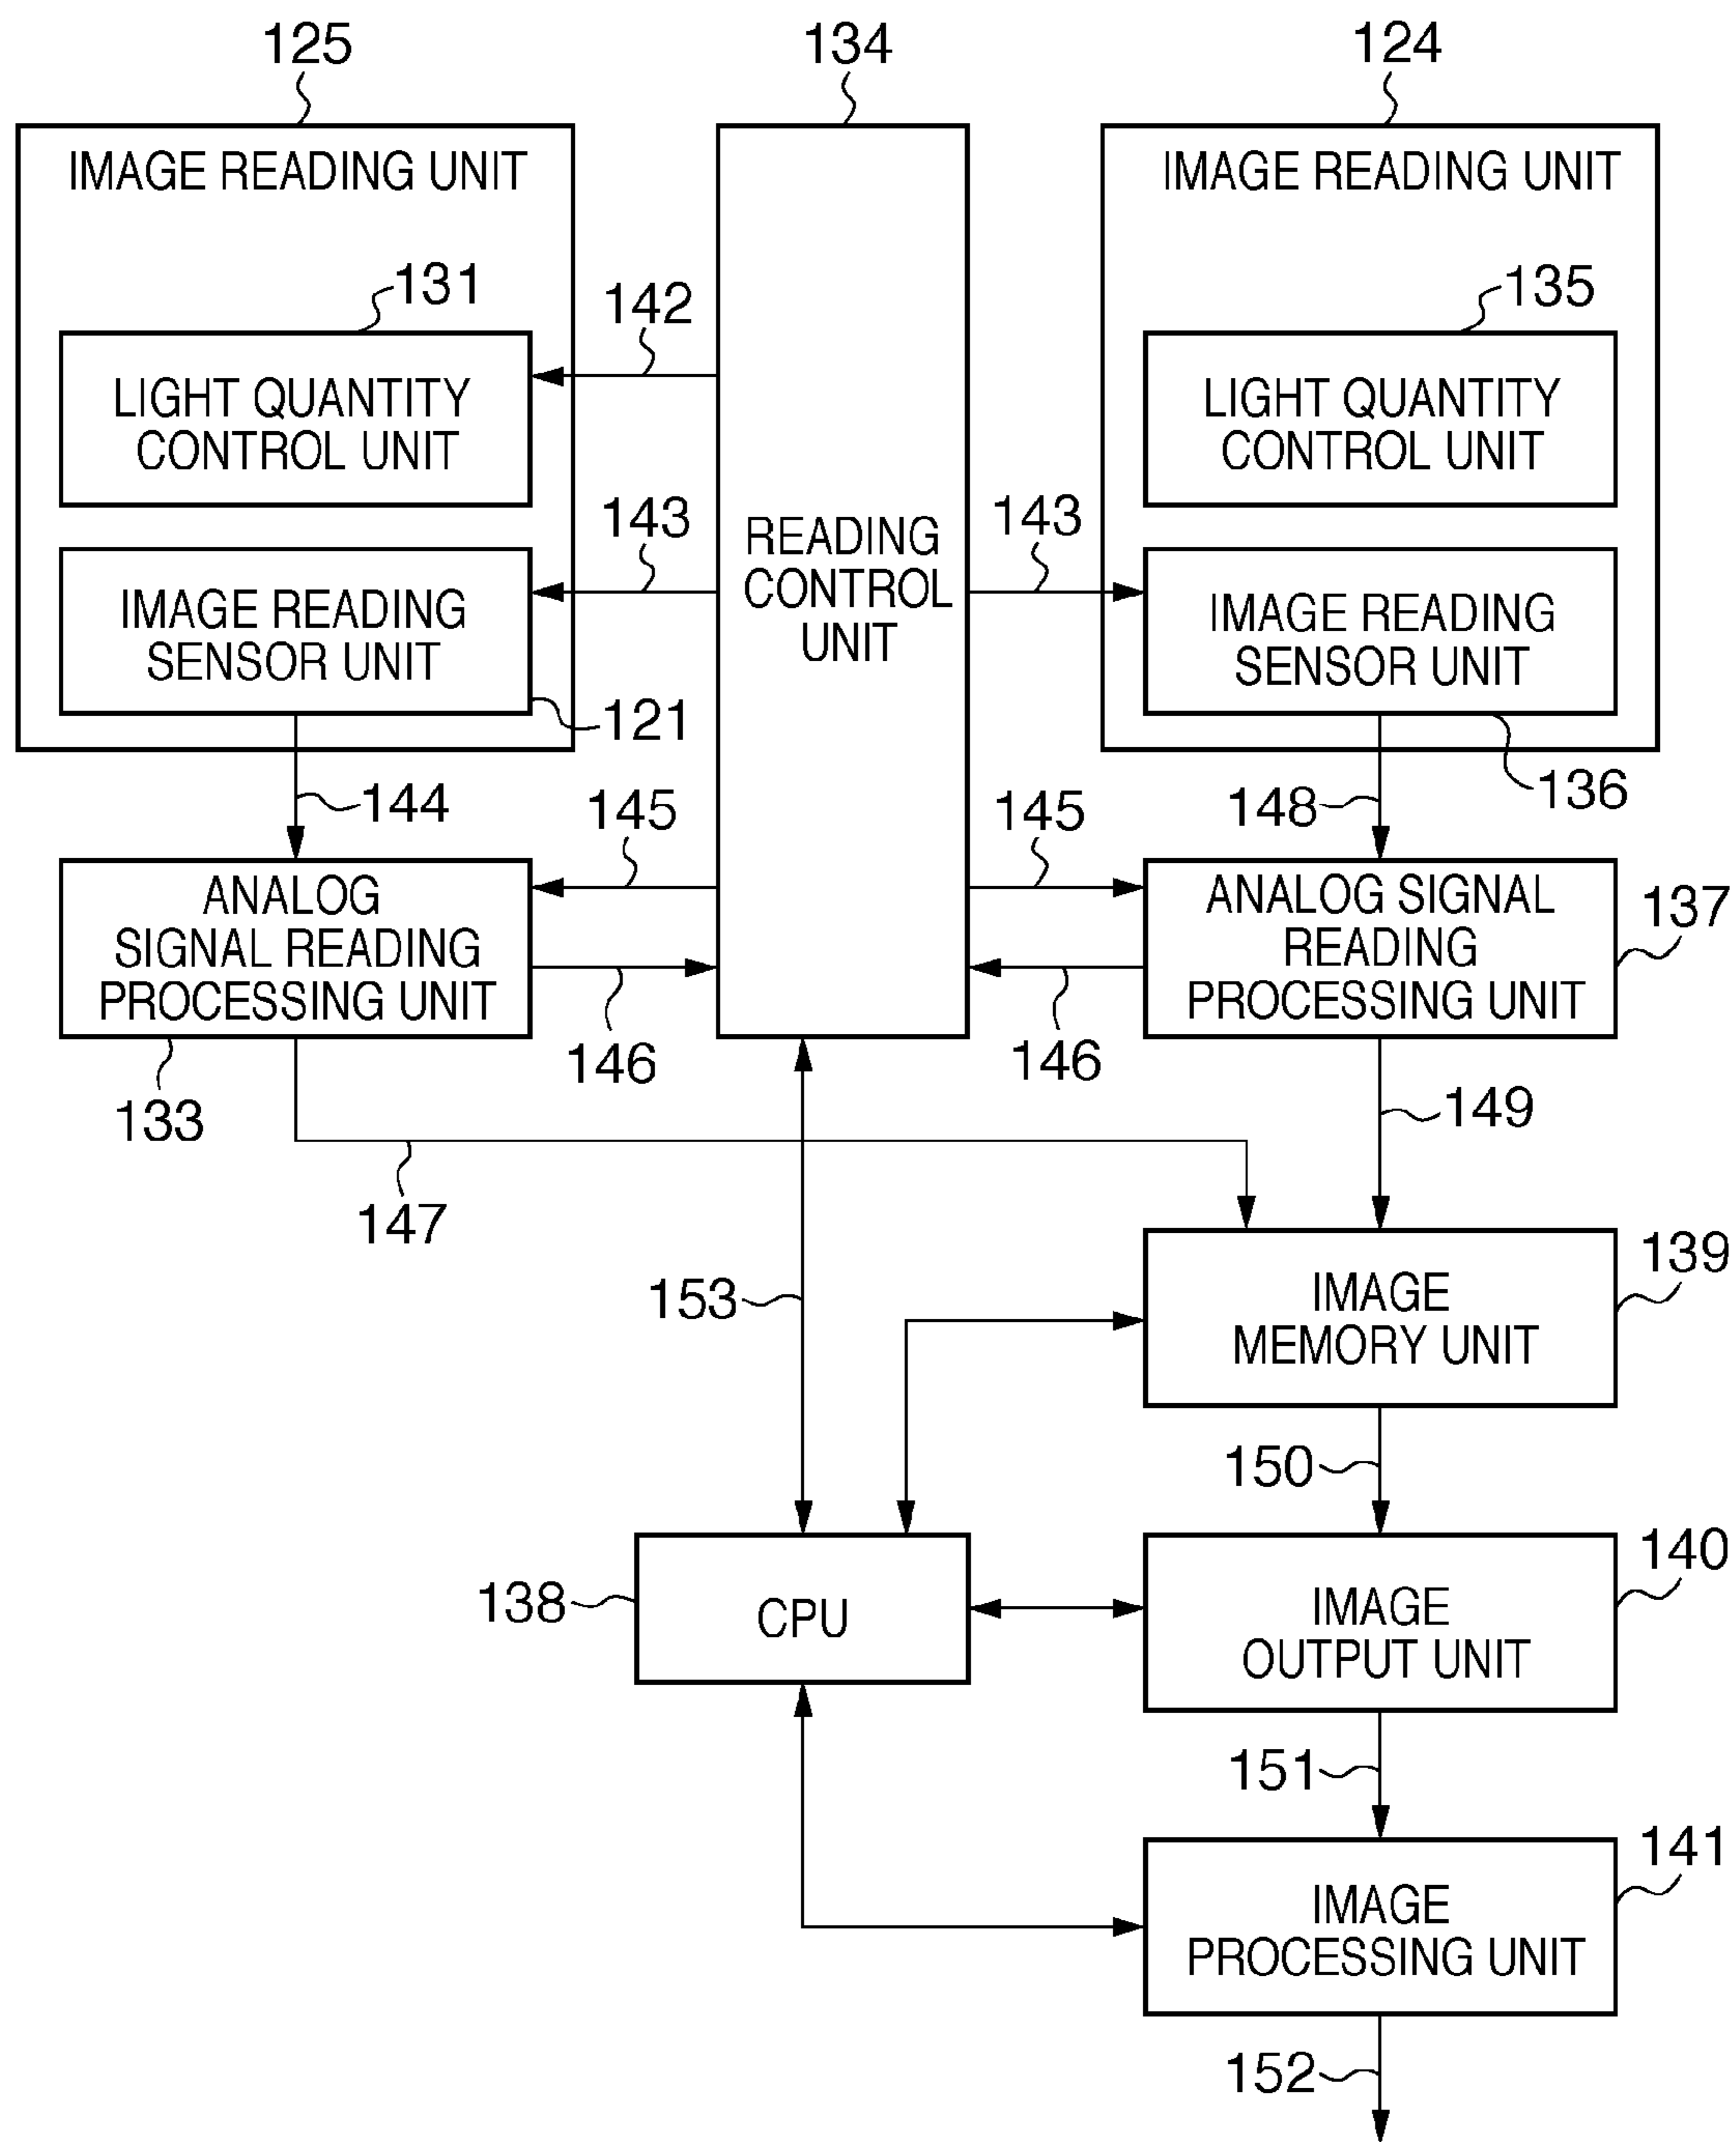 125
134
124
IMAGE READING UNIT
IMAGE READING UNIT
131
142
135
LIGHT QUANTITY
CONTROL UNIT
LIGHT QUANTITY
CONTROL UNIT
143
READING
CONTROL
UNIT
143
IMAGE READING
SENSOR UNIT
IMAGE READING
SENSOR UNIT
121
136
144
145
145
148
ANALOG
SIGNAL READING
PROCESSING UNIT
ANALOG SIGNAL
READING
PROCESSING UNIT
137
146
146
133
149
147
139
153
IMAGE
MEMORY UNIT
150
140
138
CPU
IMAGE
OUTPUT UNIT
151
141
IMAGE
PROCESSING UNIT
152